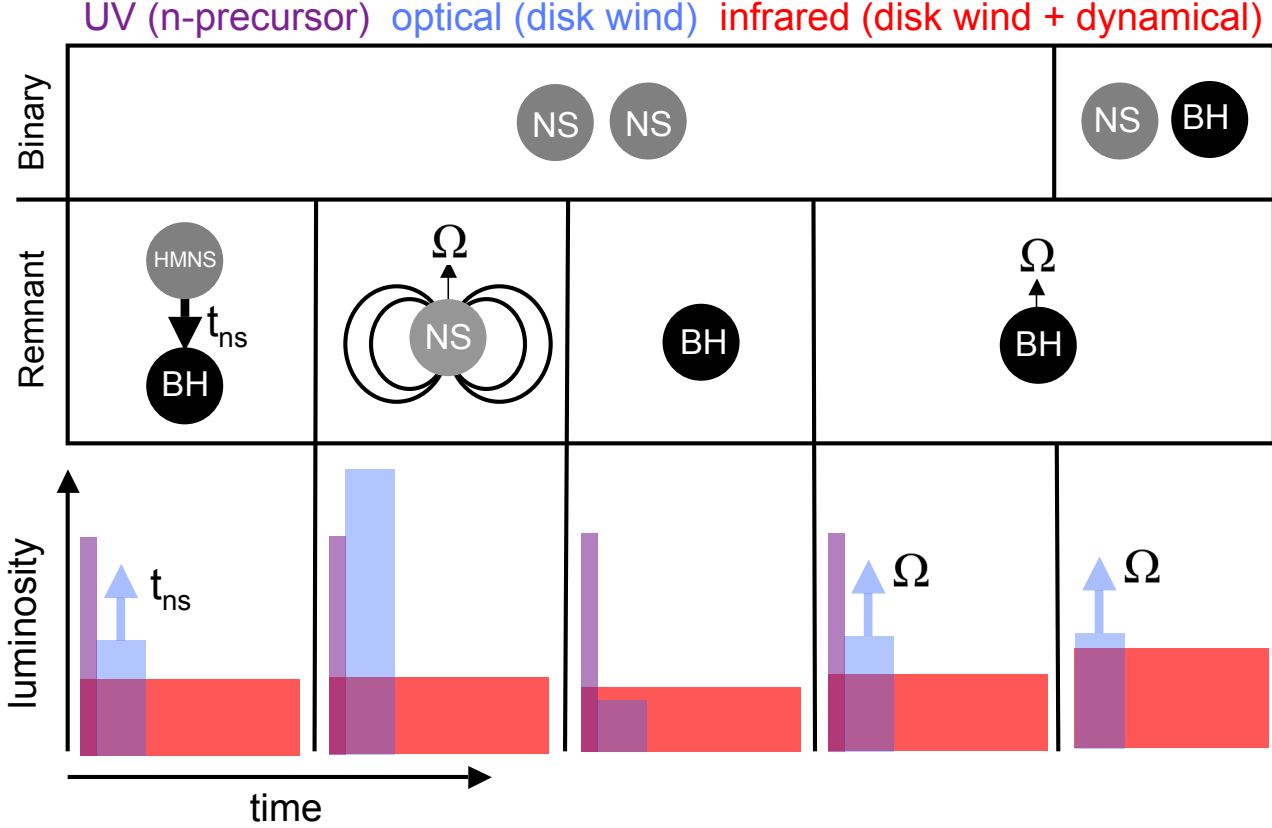 UV (n-precursor) optical (disk wind) infrared (disk wind + dynamical)
Binary
NS NS
NS BH
Remnant
HMNS
t_ns
BH
Ω
NS
BH
Ω
BH
luminosity
t_ns
Ω
Ω
time